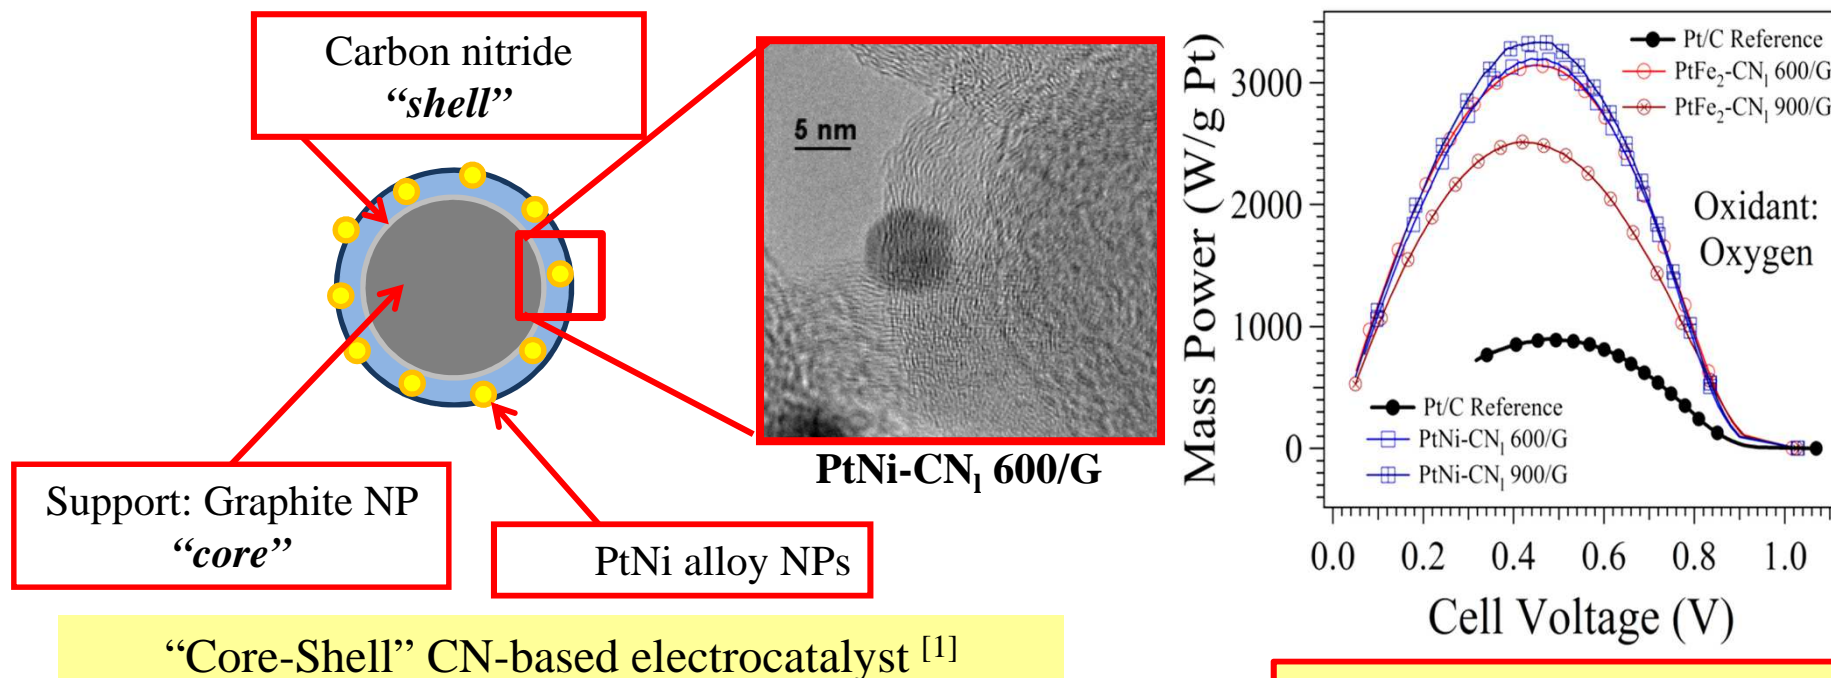 Carbon nitride
“shell”
5 nm
PtNi-CNl 600/G
Support: Graphite NP
“core”
PtNi alloy NPs
“Core-Shell” CN-based electrocatalyst [1]
Mass Power (W/g Pt)
3000
2000
1000
0
Pt/C Reference
PtFe2-CNl 600/G
PtFe2-CNl 900/G
Oxidant:
Oxygen
Pt/C Reference
PtNi-CNl 600/G
PtNi-CNl 900/G
0.0 0.2 0.4 0.6 0.8 1.0
Cell Voltage (V)